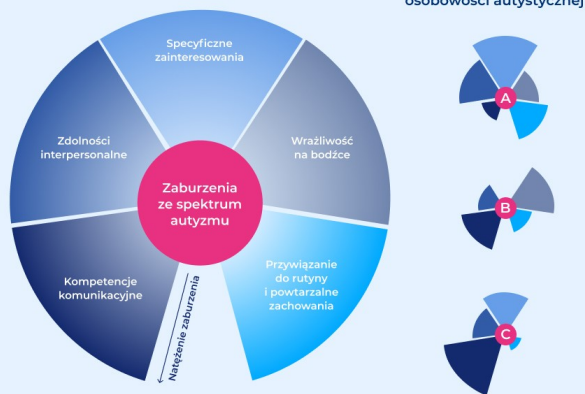 osobowości autystycznej
Specyficzne
zainteresowania
Zdolności
interpersonalne
Wrażliwość
na bodźce
Zaburzenia
ze spektrum
autyzmu
Kompetencje
komunikacyjne
Natężenie zaburzenia
Przywiązanie
do rutyny
i powtarzalne
zachowania
A
B
C